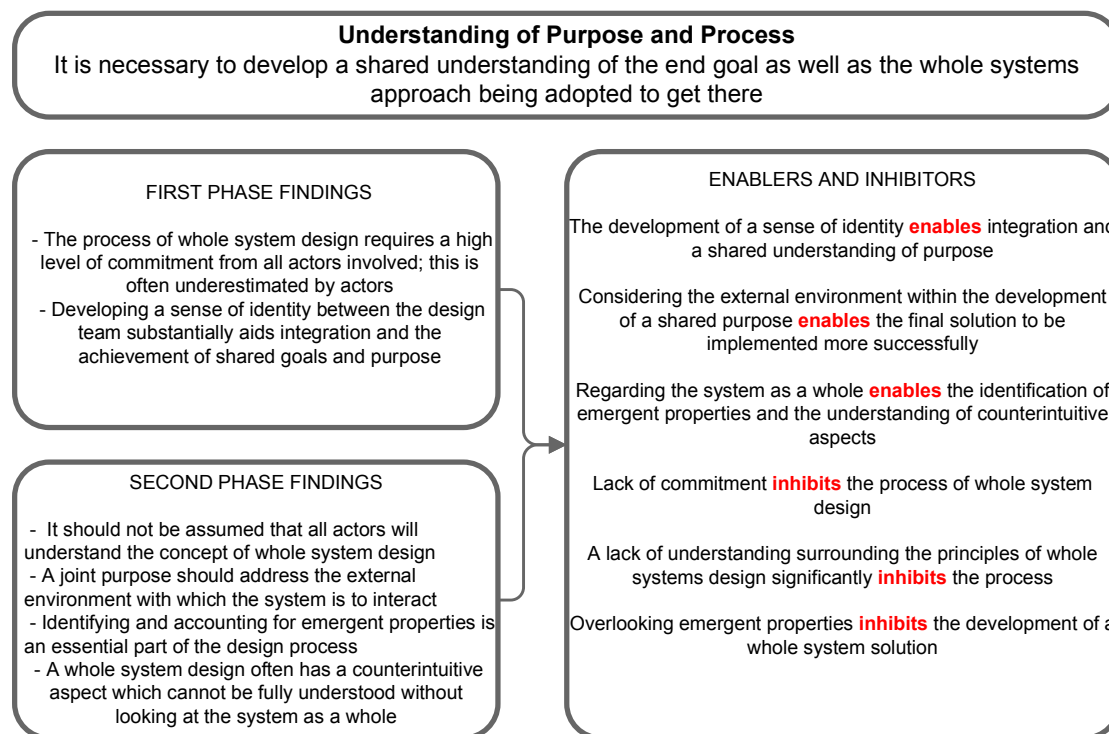 Understanding of Purpose and Process
It is necessary to develop a shared understanding of the end goal as well as the whole systems
approach being adopted to get there
FIRST PHASE FINDINGS
- The process of whole system design requires a high
level of commitment from all actors involved; this is
often underestimated by actors
- Developing a sense of identity between the design
team substantially aids integration and the
achievement of shared goals and purpose
SECOND PHASE FINDINGS
- It should not be assumed that all actors will
understand the concept of whole system design
- A joint purpose should address the external
environment with which the system is to interact
- Identifying and accounting for emergent properties is
an essential part of the design process
- A whole system design often has a counterintuitive
aspect which cannot be fully understood without
looking at the system as a whole
ENABLERS AND INHIBITORS
The development of a sense of identity enables integration and
a shared understanding of purpose
Considering the external environment within the development
of a shared purpose enables the final solution to be
implemented more successfully
Regarding the system as a whole enables the identification of
emergent properties and the understanding of counterintuitive
aspects
Lack of commitment inhibits the process of whole system
design
A lack of understanding surrounding the principles of whole
systems design significantly inhibits the process
Overlooking emergent properties inhibits the development of a
whole system solution